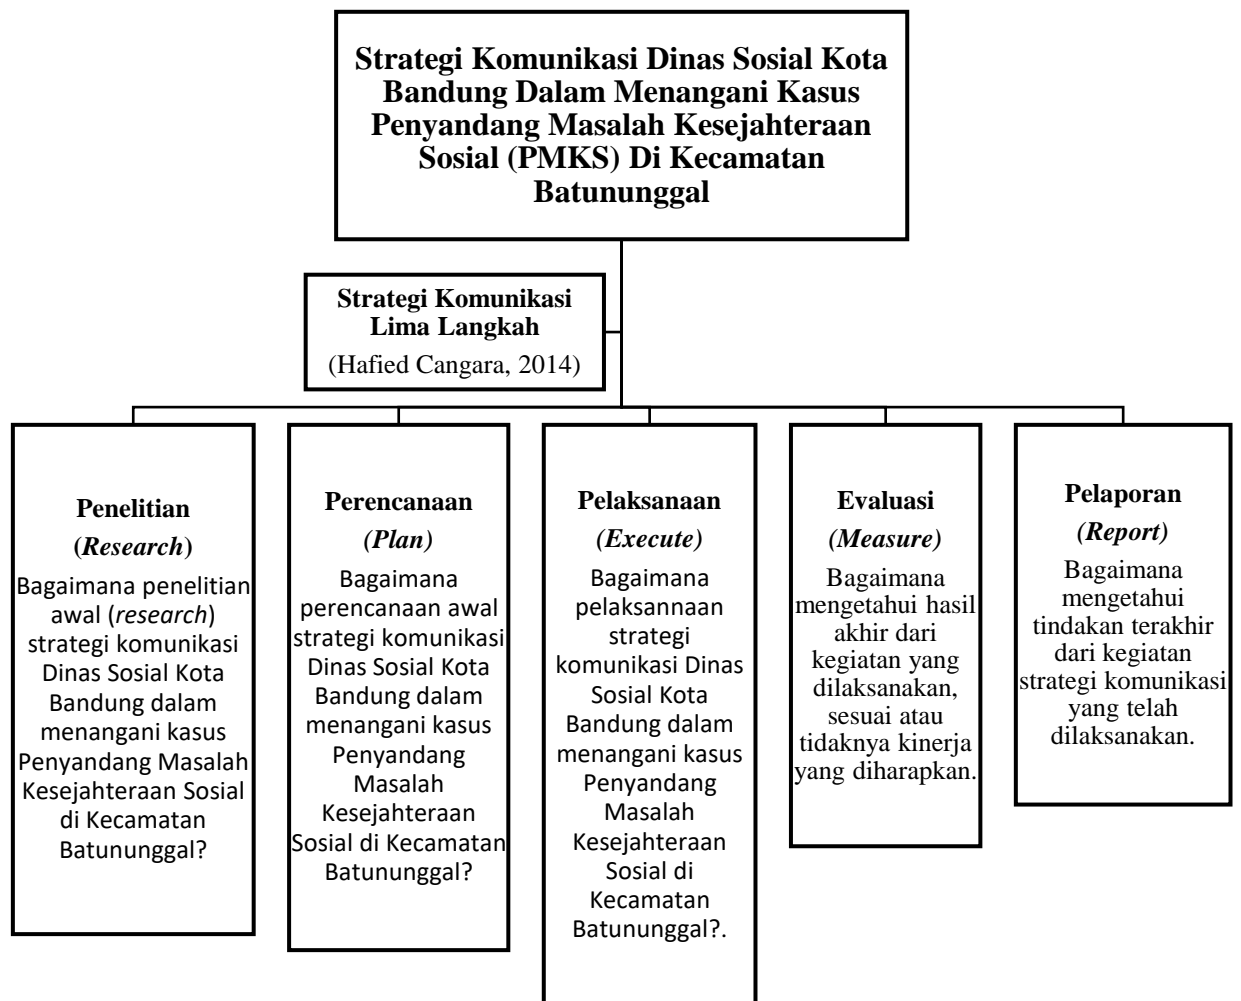 Strategi Komunikasi Dinas Sosial Kota
Bandung Dalam Menangani Kasus
Penyandang Masalah Kesejahteraan
Sosial (PMKS) Di Kecamatan
Batununggal
Strategi Komunikasi
Lima Langkah
(Hafied Cangara, 2014)
Penelitian
(Research)
Bagaimana penelitian
awal (research)
strategi komunikasi
Dinas Sosial Kota
Bandung dalam
menangani kasus
Penyandang Masalah
Kesejahteraan Sosial
di Kecamatan
Batununggal?
Perencanaan
(Plan)
Bagaimana
perencanaan awal
strategi komunikasi
Dinas Sosial Kota
Bandung dalam
menangani kasus
Penyandang
Masalah
Kesejahteraan
Sosial di Kecamatan
Batununggal?
Pelaksanaan
(Execute)
Bagaimana
pelaksannaan
strategi
komunikasi Dinas
Sosial Kota
Bandung dalam
menangani kasus
Penyandang
Masalah
Kesejahteraan
Sosial di
Kecamatan
Batununggal?.
Evaluasi
(Measure)
Bagaimana
mengetahui hasil
akhir dari
kegiatan yang
dilaksanakan,
sesuai atau
tidaknya kinerja
yang diharapkan.
Pelaporan
(Report)
Bagaimana
mengetahui
tindakan terakhir
dari kegiatan
strategi komunikasi
yang telah
dilaksanakan.